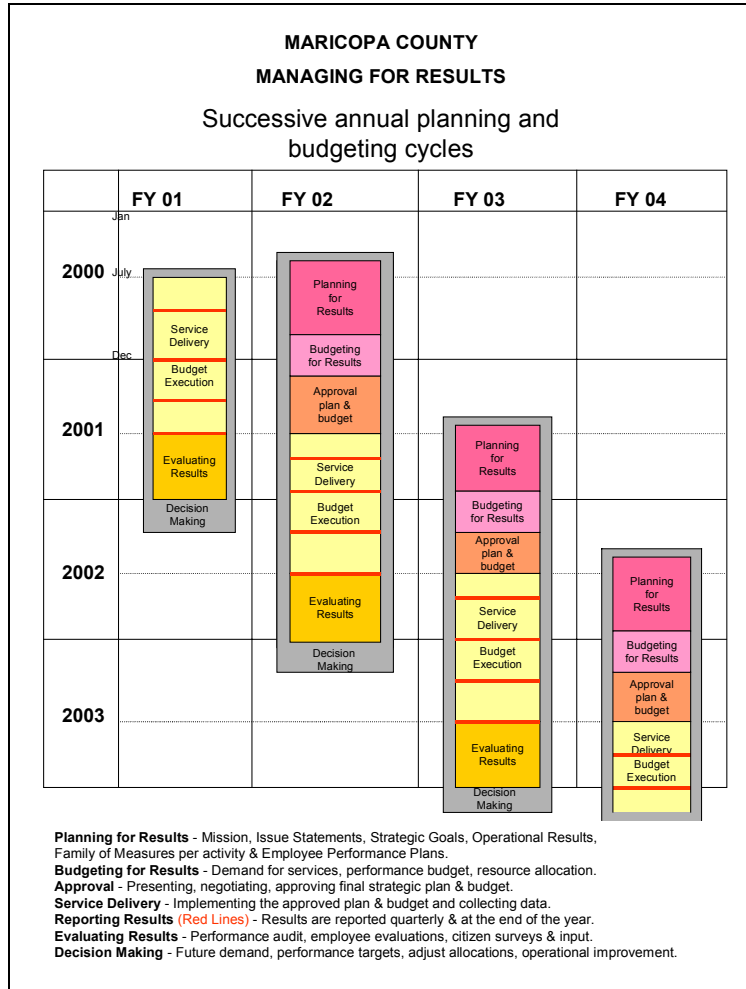 MARICOPA COUNTY
MANAGING FOR RESULTS
Successive annual planning and
budgeting cycles
FY 01
FY 02
FY 03
FY 04
Jan
2000
July
Dec
2001
2002
2003
Service
Delivery
Budget
Execution
Evaluating
Results
Decision
Making
Planning
for
Results
Budgeting
for Results
Approval
plan &
budget
Service
Delivery
Budget
Execution
Evaluating
Results
Decision
Making
Planning
for
Results
Budgeting
for Results
Approval
plan &
budget
Service
Delivery
Budget
Execution
Evaluating
Results
Decision
Making
Planning
for
Results
Budgeting
for Results
Approval
plan &
budget
Service
Delivery
Budget
Execution
Planning for Results - Mission, Issue Statements, Strategic Goals, Operational Results,
Family of Measures per activity & Employee Performance Plans.
Budgeting for Results - Demand for services, performance budget, resource allocation.
Approval - Presenting, negotiating, approving final strategic plan & budget.
Service Delivery - Implementing the approved plan & budget and collecting data.
Reporting Results (Red Lines) - Results are reported quarterly & at the end of the year.
Evaluating Results - Performance audit, employee evaluations, citizen surveys & input.
Decision Making - Future demand, performance targets, adjust allocations, operational improvement.